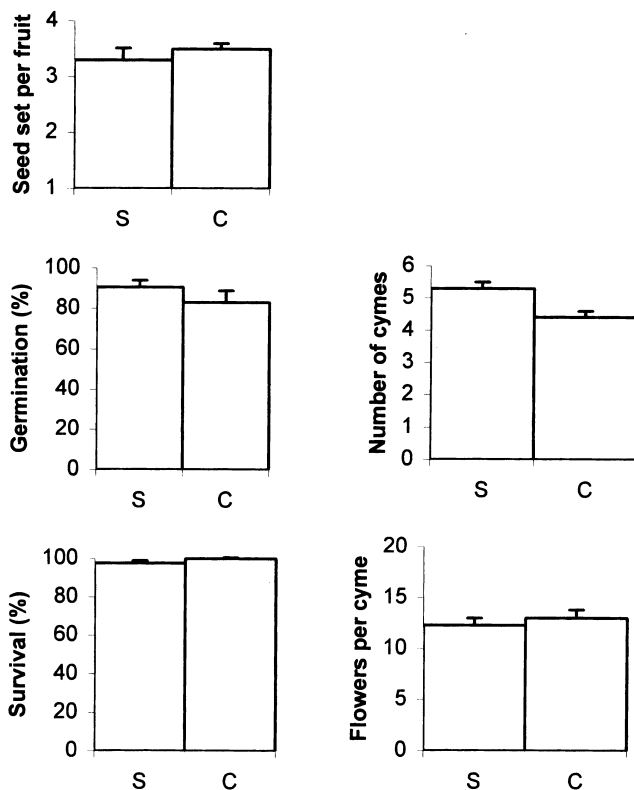 Seed set per fruit
4
3
2
1
S C
Germination (%)
100
80
60
40
20
0
S C
Number of cymes
6
5
4
3
2
1
0
S C
Survival (%)
100
80
60
40
20
0
S C
Flowers per cyme
20
15
10
5
0
S C